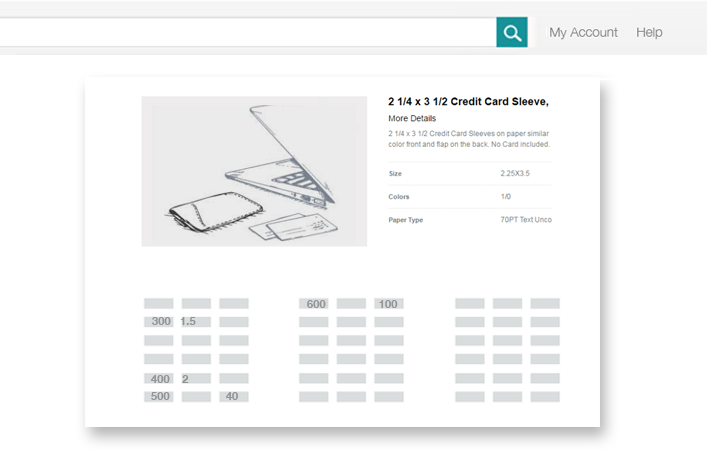 My Account Help
2 1/4 x 3 1/2 Credit Card Sleeve,
More Details
2 1/4 x 3 1/2 Credit Card Sleeves on paper similar
color front and flap on the back. No Card included.
Size 2.25X3.5
Colors 1/0
Paper Type 70PT Text Unco
600 100
300 1.5
400 2
500 40